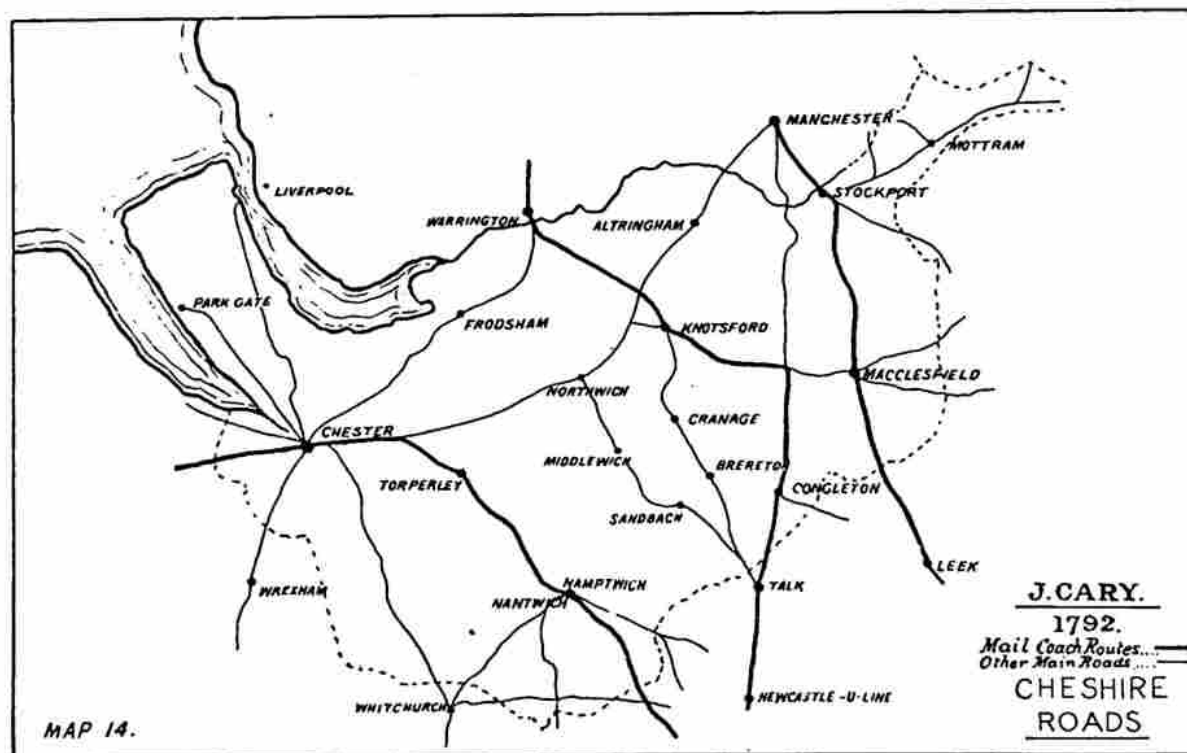 MANCHESTER
MOTTRAM
LIVERPOOL
STOCKPORT
WARRINGTON
ALTRINGHAM
PARK GATE
FRODSHAM
KNOTSFORD
MACCLESFIELD
NORTHWICH
CRANAGE
CHESTER
MIDDLEWICH
BRERETO
TORPERLEY
CONGLETON
SANDBACH
LEEK
WREXHAM
NAMPTWICH
NANTWICH
TALK
J.CARY.
1792.
Mail Coach Routes....
Other Main Roads....
CHESHIRE
ROADS
NEWCASTLE-U-LINE
WHITCHURCH
MAP 14.